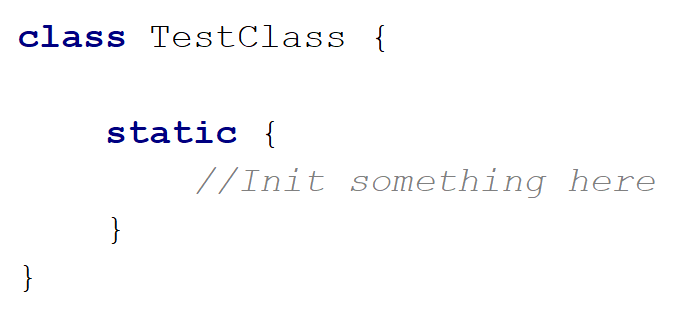 class TestClass {
static {
//Init something here
}
}